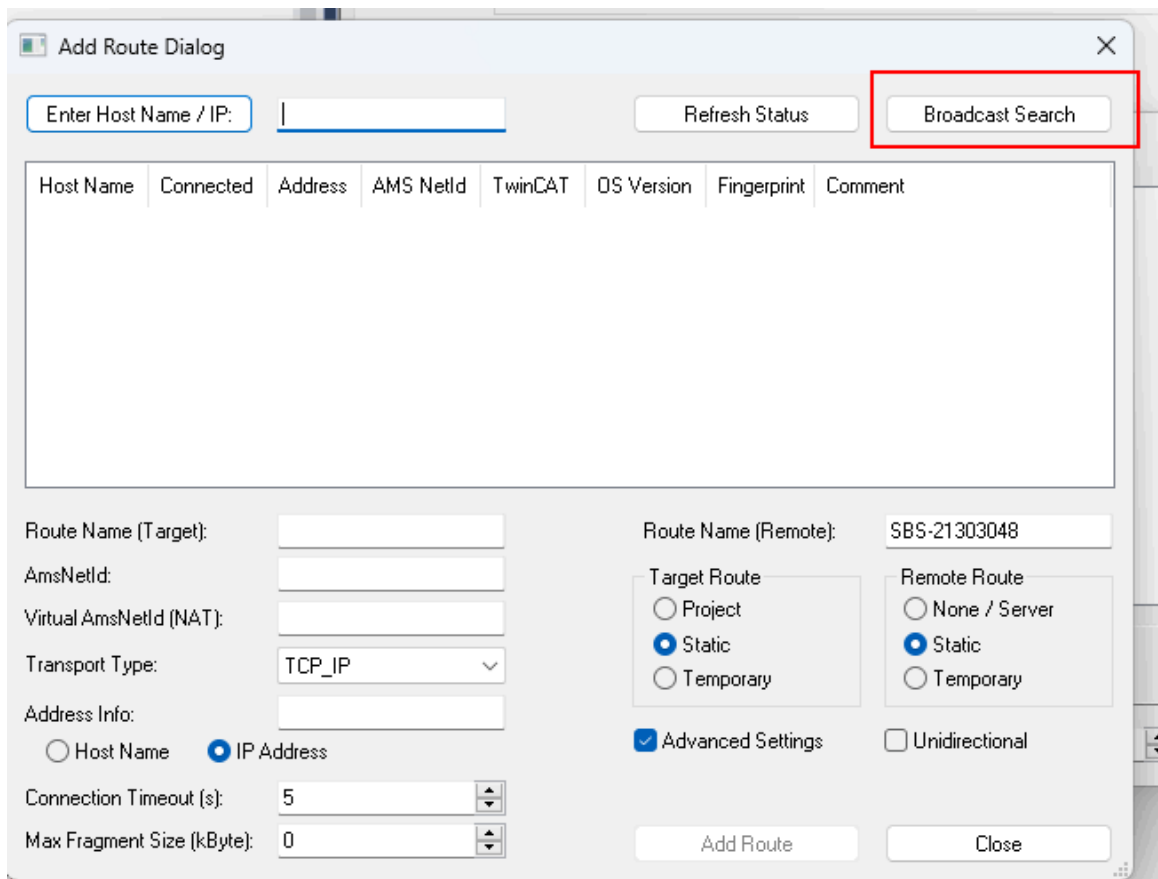 Add Route Dialog
Enter Host Name / IP:
Refresh Status
Broadcast Search
Host Name Connected Address AMS NetId TwinCAT OS Version Fingerprint Comment
Route Name (Target):
Route Name (Remote):
SBS-21303048
AmsNetId:
Target Route
Remote Route
Virtual AmsNetId (NAT):
Project
None / Server
Static
Static
Transport Type:
TCP_IP
Temporary
Temporary
Address Info:
Host Name
IP Address
Advanced Settings
Unidirectional
Connection Timeout (s):
5
Max Fragment Size (kByte):
0
Add Route
Close